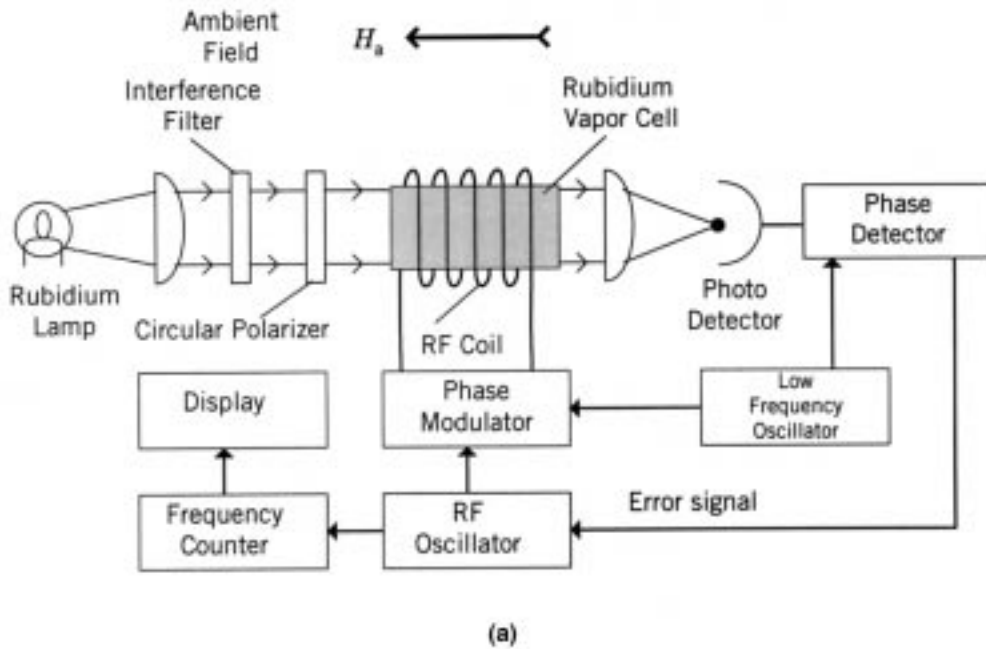 Ambient
Field
Hₐ
Interference
Filter
Rubidium
Vapor Cell
Phase
Detector
Rubidium
Lamp
Circular Polarizer
RF Coil
Photo
Detector
Display
Phase
Modulator
Low
Frequency
Oscillator
Frequency
Counter
RF
Oscillator
Error signal
(a)